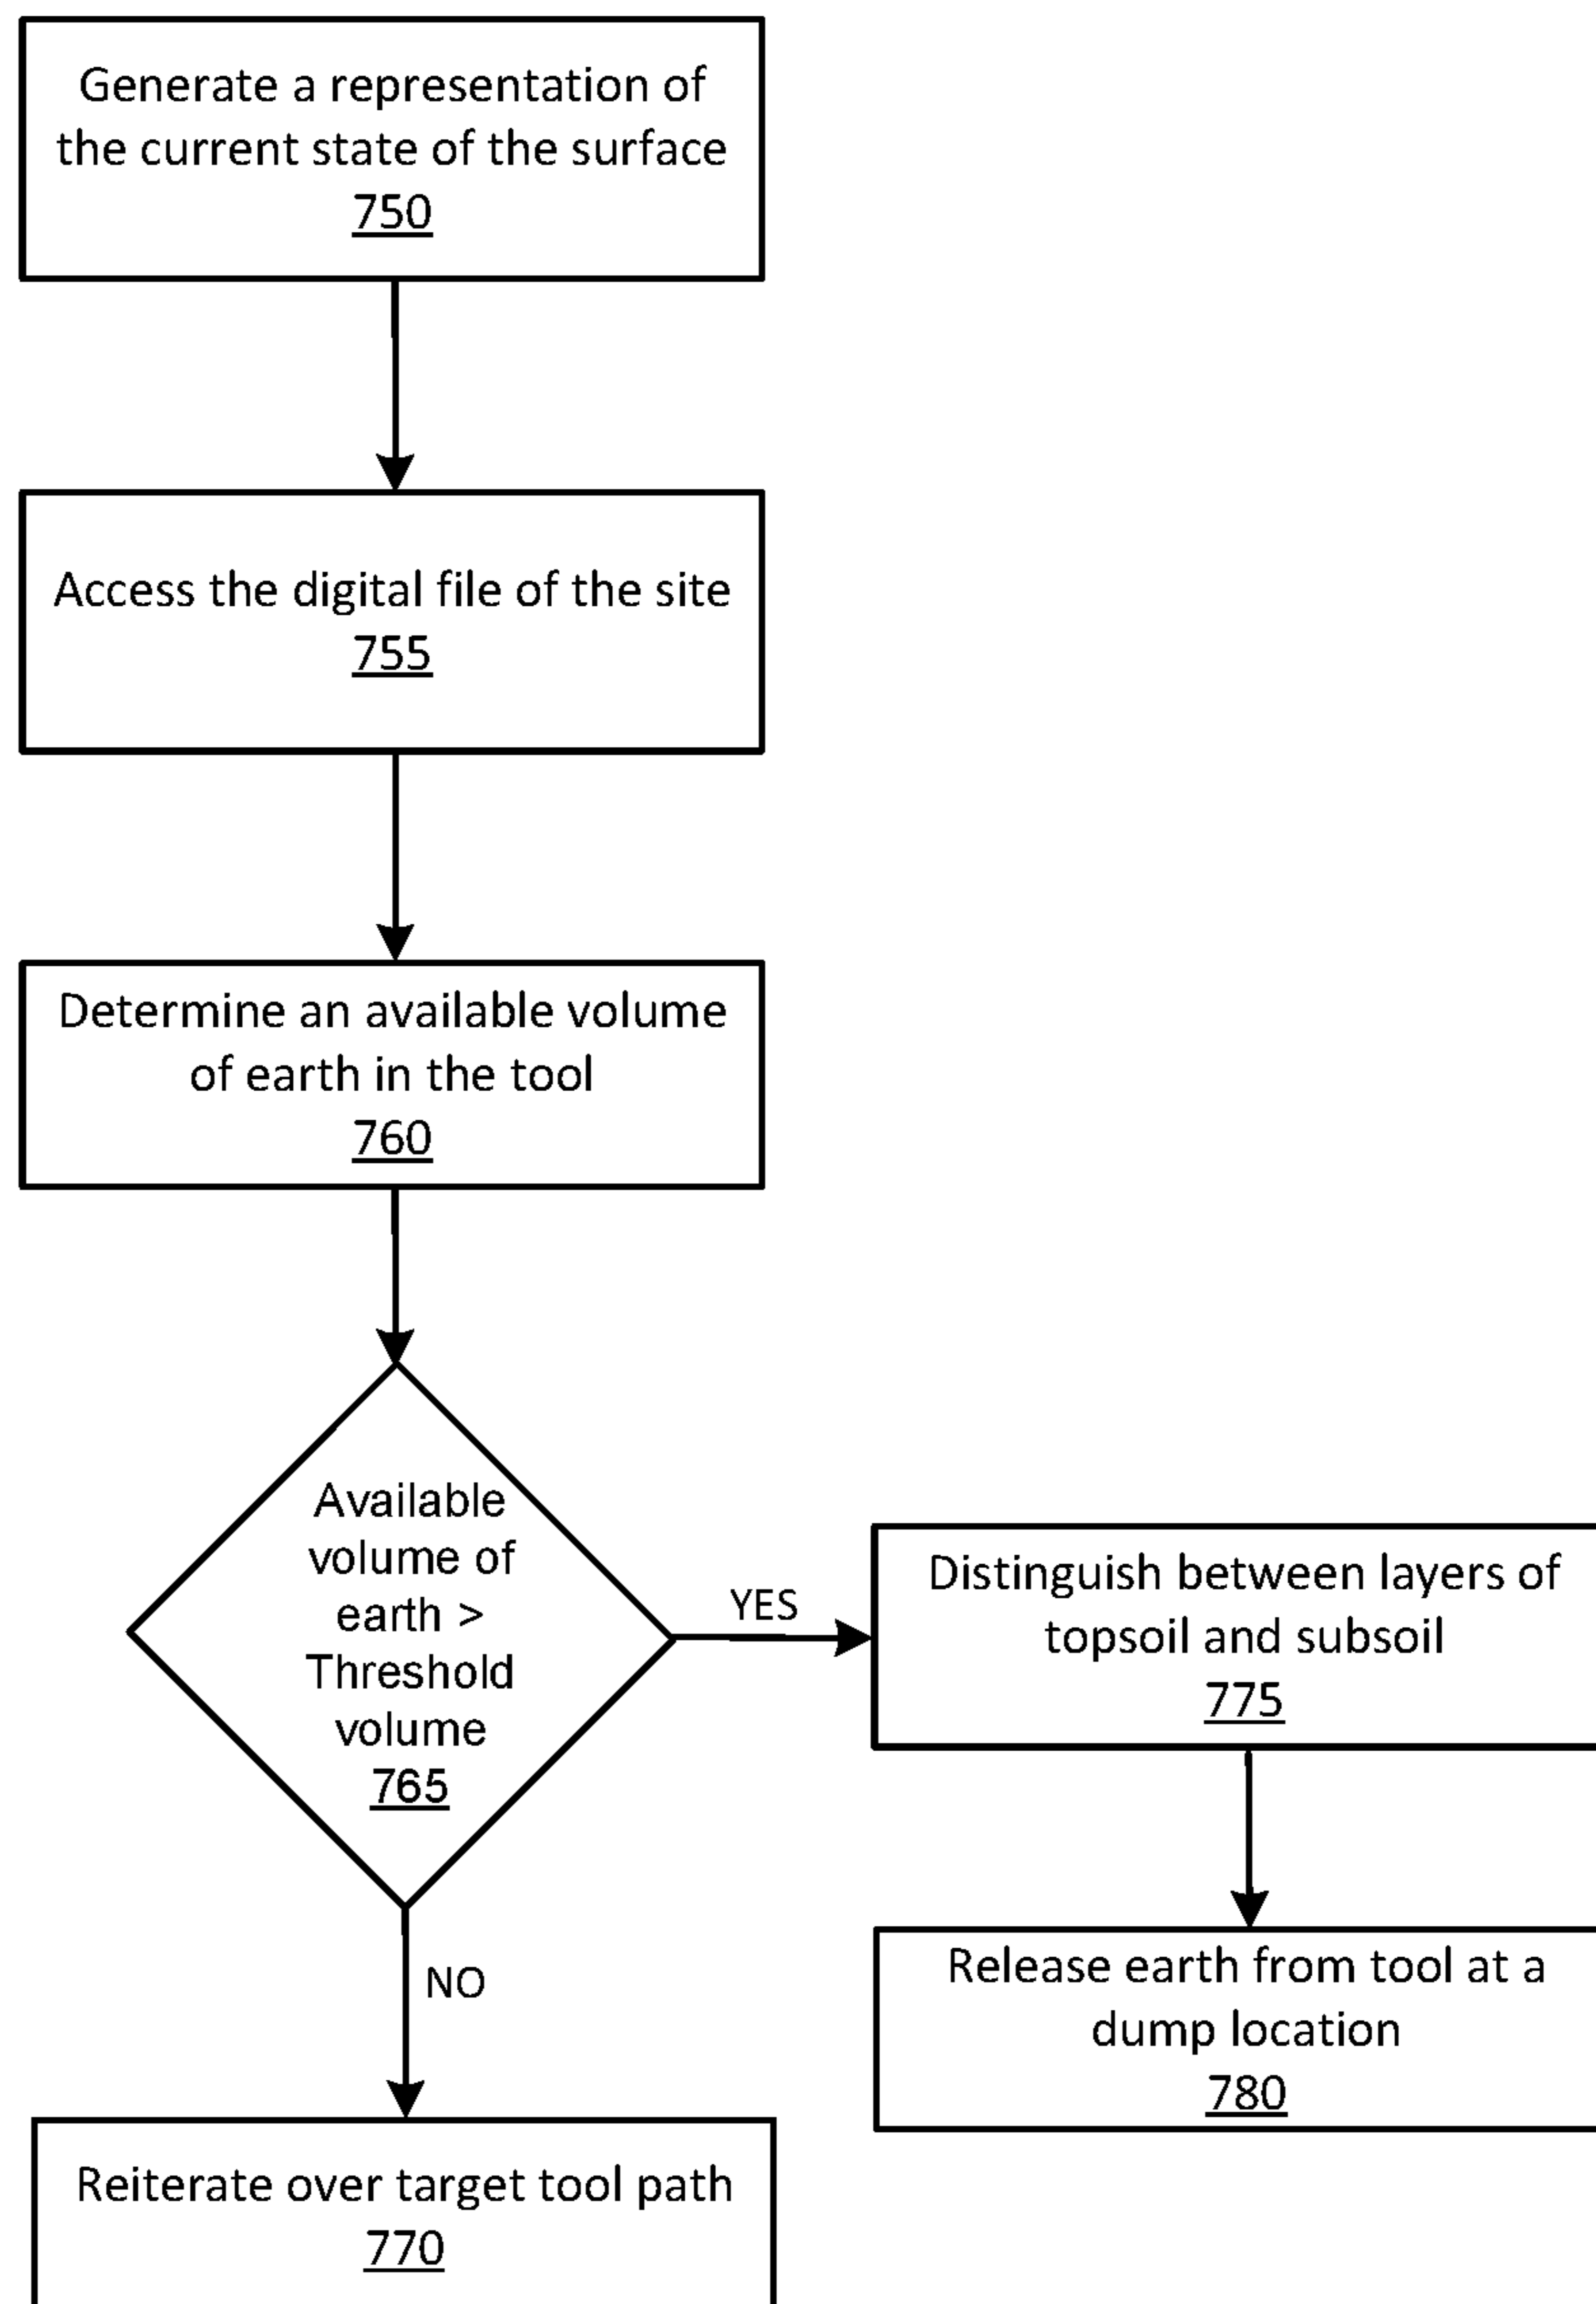 Generate a representation of
the current state of the surface
750
Access the digital file of the site
755
Determine an available volume
of earth in the tool
760
Available
volume of
earth >
Threshold
volume
765
YES
Distinguish between layers of
topsoil and subsoil
775
Release earth from tool at a
dump location
780
NO
Reiterate over target tool path
770